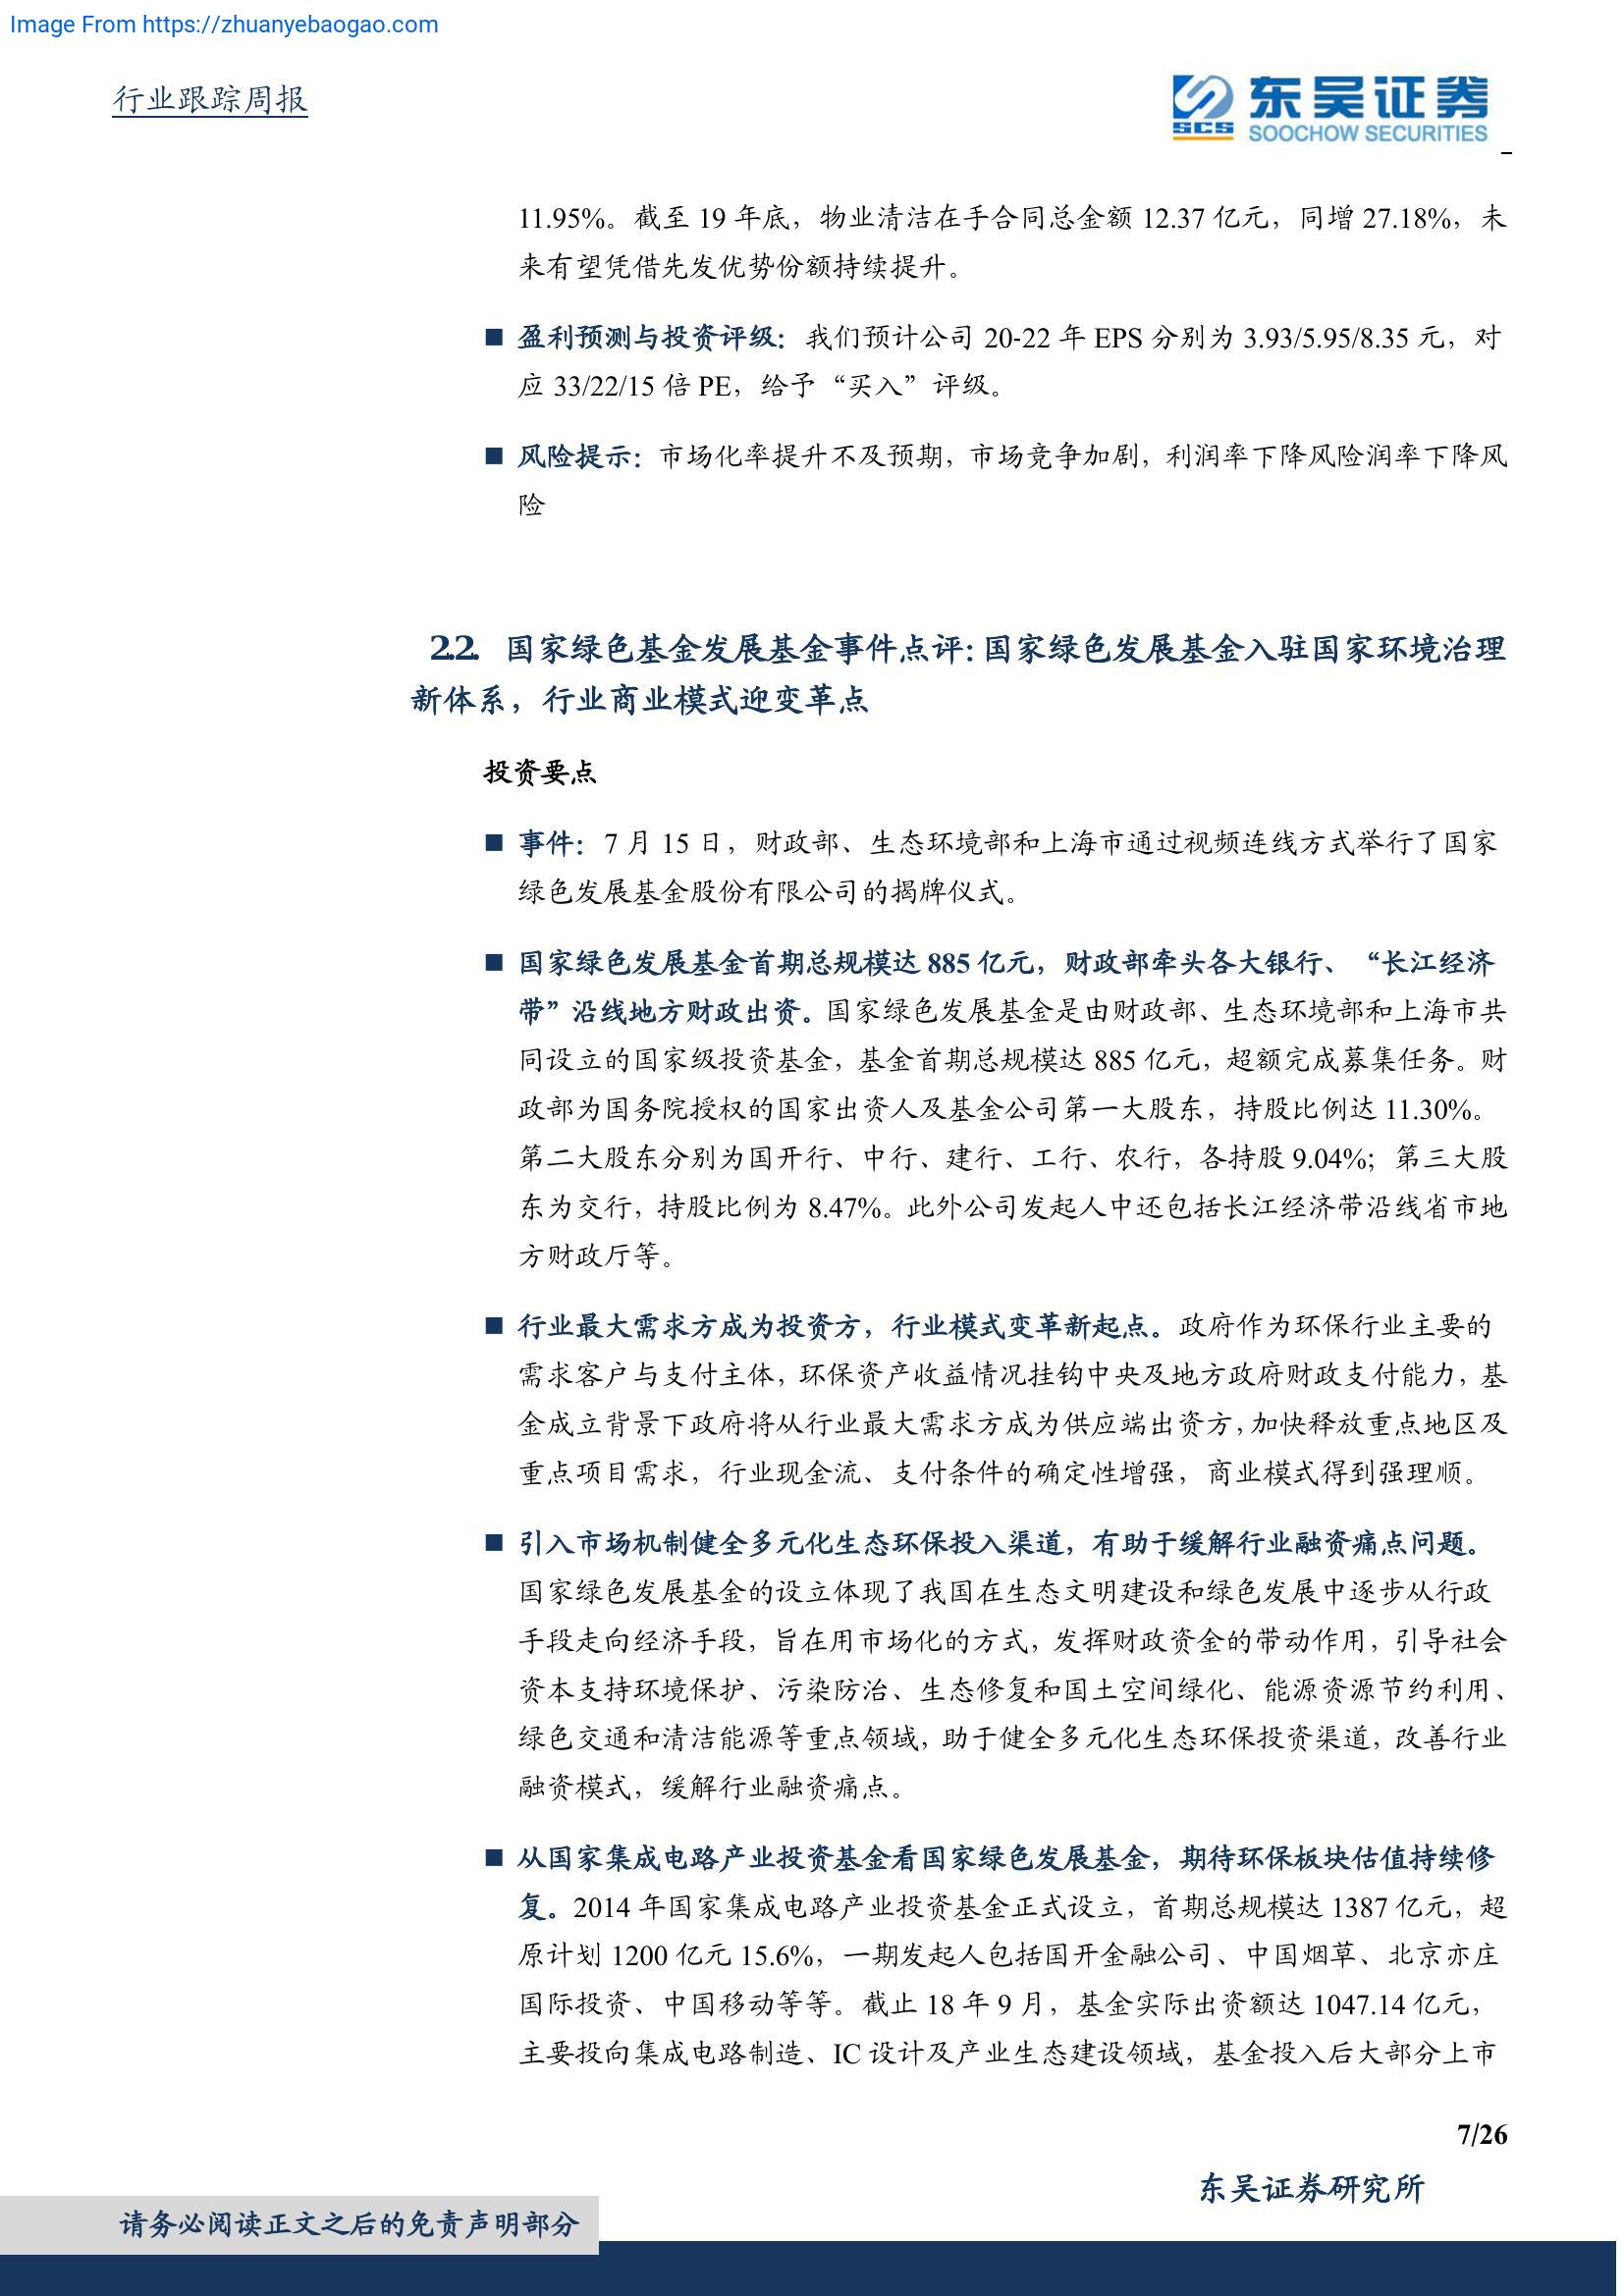 Image From https://zhuanyebaogao.com
行业跟踪周报
SCS
东吴证券
SOOCHOW SECURITIES
11.95%。截至 19 年底，物业清洁在手合同总金额 12.37 亿元，同增 27.18%，未
来有望凭借先发优势份额持续提升。
■ 盈利预测与投资评级：我们预计公司 20-22 年 EPS 分别为 3.93/5.95/8.35 元，对
应 33/22/15 倍 PE，给予“买入”评级。
■ 风险提示：市场化率提升不及预期，市场竞争加剧，利润率下降风险润率下降风
险
2.2. 国家绿色基金发展基金事件点评：国家绿色发展基金入驻国家环境治理
新体系，行业商业模式迎变革点
投资要点
■ 事件：7 月 15 日，财政部、生态环境部和上海市通过视频连线方式举行了国家
绿色发展基金股份有限公司的揭牌仪式。
■ 国家绿色发展基金首期总规模达 885 亿元，财政部牵头各大银行、“长江经济
带”沿线地方财政出资。国家绿色发展基金是由财政部、生态环境部和上海市共
同设立的国家级投资基金，基金首期总规模达 885 亿元，超额完成募集任务。财
政部为国务院授权的国家出资人及基金公司第一大股东，持股比例达 11.30%。
第二大股东分别为国开行、中行、建行、工行、农行，各持股 9.04%；第三大股
东为交行，持股比例为 8.47%。此外公司发起人中还包括长江经济带沿线省市地
方财政厅等。
■ 行业最大需求方成为投资方，行业模式变革新起点。政府作为环保行业主要的
需求客户与支付主体，环保资产收益情况挂钩中央及地方政府财政支付能力，基
金成立背景下政府将从行业最大需求方成为供应端出资方，加快释放重点地区及
重点项目需求，行业现金流、支付条件的确定性增强，商业模式得到强理顺。
■ 引入市场机制健全多元化生态环保投入渠道，有助于缓解行业融资痛点问题。
国家绿色发展基金的设立体现了我国在生态文明建设和绿色发展中逐步从行政
手段走向经济手段，旨在用市场化的方式，发挥财政资金的带动作用，引导社会
资本支持环境保护、污染防治、生态修复和国土空间绿化、能源资源节约利用、
绿色交通和清洁能源等重点领域，助于健全多元化生态环保投资渠道，改善行业
融资模式，缓解行业融资痛点。
■ 从国家集成电路产业投资基金看国家绿色发展基金，期待环保板块估值持续修
复。2014 年国家集成电路产业投资基金正式设立，首期总规模达 1387 亿元，超
原计划 1200 亿元 15.6%，一期发起人包括国开金融公司、中国烟草、北京亦庄
国际投资、中国移动等等。截止 18 年 9 月，基金实际出资额达 1047.14 亿元，
主要投向集成电路制造、IC 设计及产业生态建设领域，基金投入后大部分上市
7/26
东吴证券研究所
请务必阅读正文之后的免责声明部分